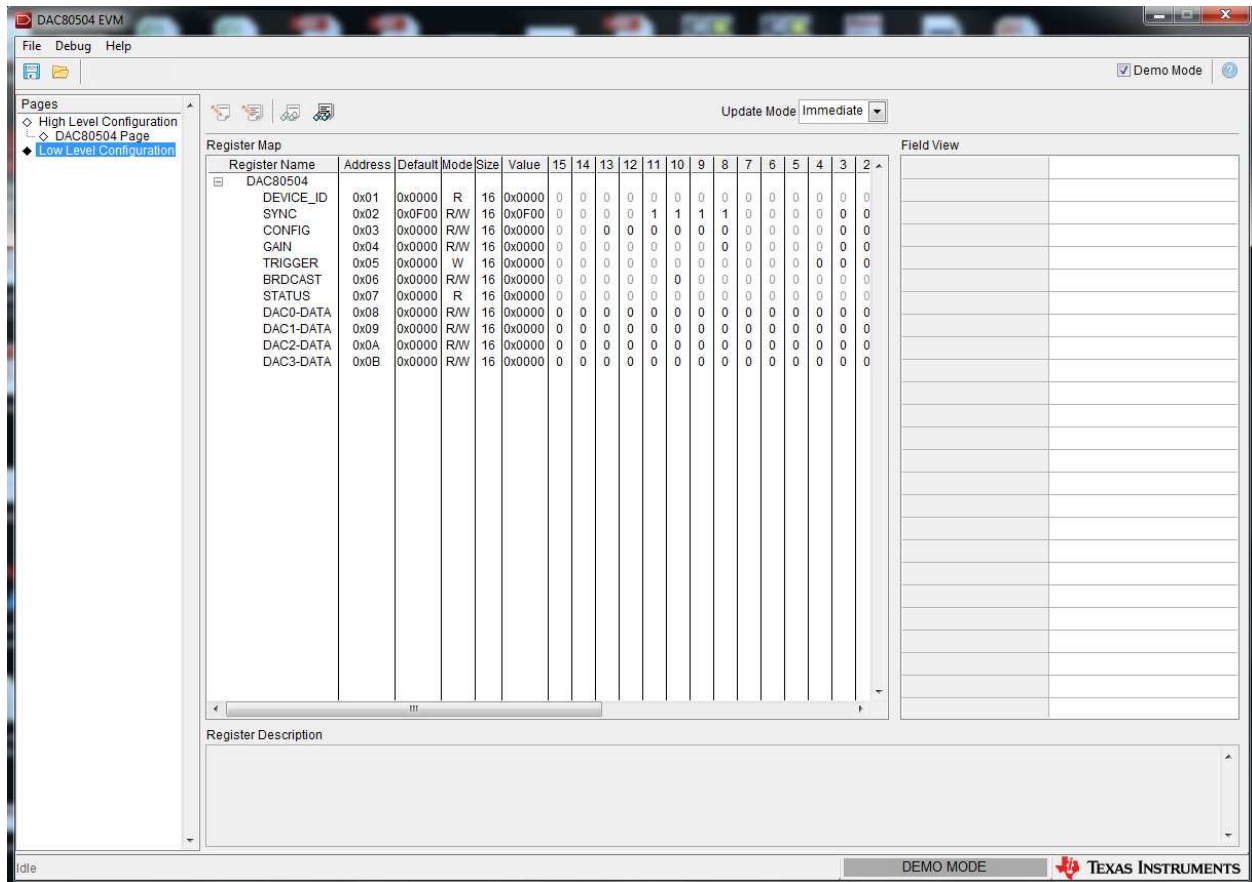 DAC80504 EVM
File Debug Help
Demo Mode
Pages
High Level Configuration
DAC80504 Page
Low Level Configuration
Update Mode Immediate
Register Map
Field View
Register Name Address Default Mode Size Value 15 14 13 12 11 10 9 8 7 6 5 4 3 2
DAC80504
DEVICE_ID 0x01 0x0000 R 16 0x0000 0 0 0 0 0 0 0 0 0 0 0 0 0 0
SYNC 0x02 0x0F00 R/W 16 0x0F00 0 0 0 0 1 1 1 1 0 0 0 0 0 0
CONFIG 0x03 0x0000 R/W 16 0x0000 0 0 0 0 0 0 0 0 0 0 0 0 0 0
GAIN 0x04 0x0000 R/W 16 0x0000 0 0 0 0 0 0 0 0 0 0 0 0 0 0
TRIGGER 0x05 0x0000 W 16 0x0000 0 0 0 0 0 0 0 0 0 0 0 0 0 0
BRDCAST 0x06 0x0000 R/W 16 0x0000 0 0 0 0 0 0 0 0 0 0 0 0 0 0
STATUS 0x07 0x0000 R 16 0x0000 0 0 0 0 0 0 0 0 0 0 0 0 0 0
DAC0-DATA 0x08 0x0000 R/W 16 0x0000 0 0 0 0 0 0 0 0 0 0 0 0 0 0
DAC1-DATA 0x09 0x0000 R/W 16 0x0000 0 0 0 0 0 0 0 0 0 0 0 0 0 0
DAC2-DATA 0x0A 0x0000 R/W 16 0x0000 0 0 0 0 0 0 0 0 0 0 0 0 0 0
DAC3-DATA 0x0B 0x0000 R/W 16 0x0000 0 0 0 0 0 0 0 0 0 0 0 0 0 0
Register Description
Idle
DEMO MODE
TEXAS INSTRUMENTS